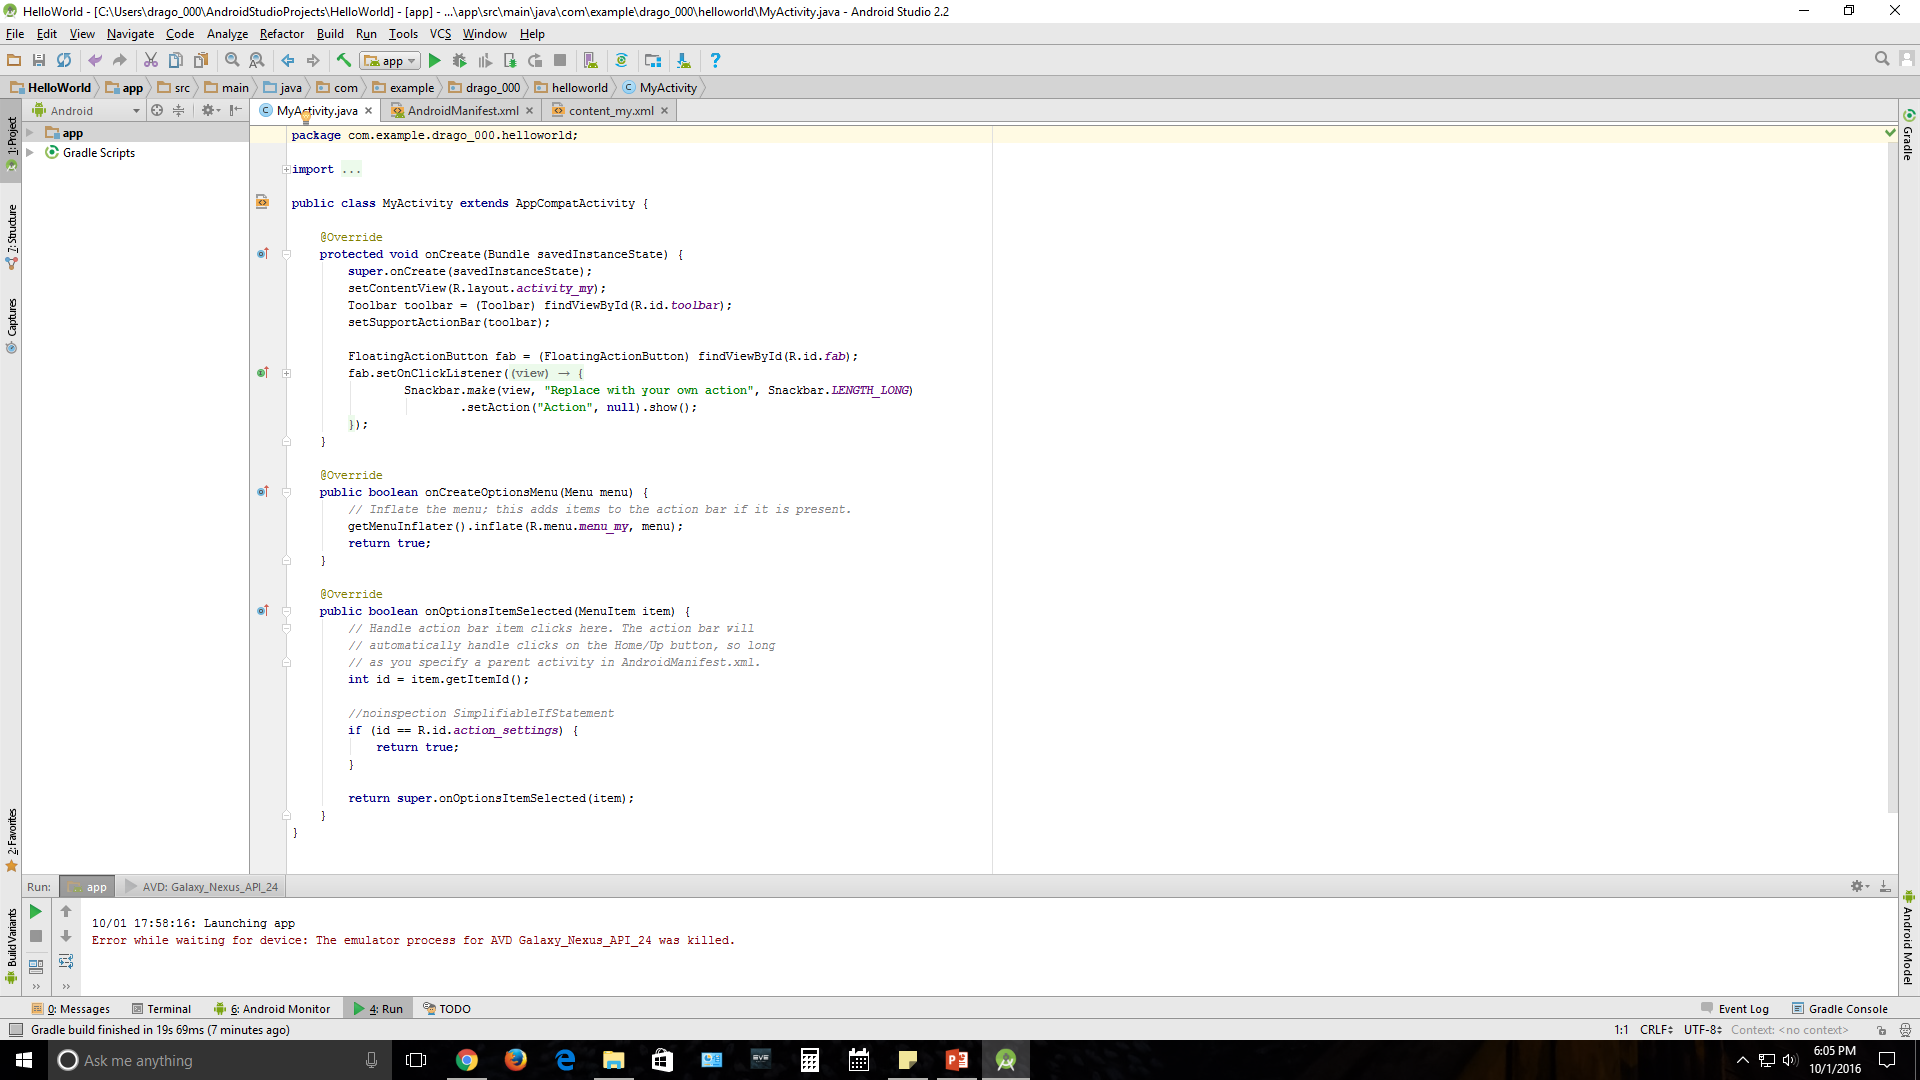 HelloWorld - [C:\Users\drago_000\AndroidStudioProjects\HelloWorld] - [app] - ...\app\src\main\java\com\example\drago_000\helloworld\MyActivity.java - Android Studio 2.2
File Edit View Navigate Code Analyze Refactor Build Run Tools VCS Window Help
app
HelloWorld app src main java com example drago_000 helloworld MyActivity
Android
MyActivity.java AndroidManifest.xml content_my.xml
1: Project
7: Structure
Captures
2: Favorites
Build Variants
app
Gradle Scripts
package com.example.drago_000.helloworld;
import ...
public class MyActivity extends AppCompatActivity {
@Override
protected void onCreate(Bundle savedInstanceState) {
super.onCreate(savedInstanceState);
setContentView(R.layout.activity_my);
Toolbar toolbar = (Toolbar) findViewById(R.id.toolbar);
setSupportActionBar(toolbar);
FloatingActionButton fab = (FloatingActionButton) findViewById(R.id.fab);
fab.setOnClickListener((view) → {
Snackbar.make(view, "Replace with your own action", Snackbar.LENGTH_LONG)
.setAction("Action", null).show();
});
}
@Override
public boolean onCreateOptionsMenu(Menu menu) {
// Inflate the menu; this adds items to the action bar if it is present.
getMenuInflater().inflate(R.menu.menu_my, menu);
return true;
}
@Override
public boolean onOptionsItemSelected(MenuItem item) {
// Handle action bar item clicks here. The action bar will
// automatically handle clicks on the Home/Up button, so long
// as you specify a parent activity in AndroidManifest.xml.
int id = item.getItemId();
//noinspection SimplifiableIfStatement
if (id == R.id.action_settings) {
return true;
}
return super.onOptionsItemSelected(item);
}
}
Gradle
Android Model
Run: app AVD: Galaxy_Nexus_API_24
10/01 17:58:16: Launching app
Error while waiting for device: The emulator process for AVD Galaxy_Nexus_API_24 was killed.
0: Messages Terminal 6: Android Monitor 4: Run TODO Event Log Gradle Console
Gradle build finished in 19s 69ms (7 minutes ago) 1:1 CRLF UTF-8 Context: <no context>
Ask me anything
EVE
6:05 PM
10/1/2016